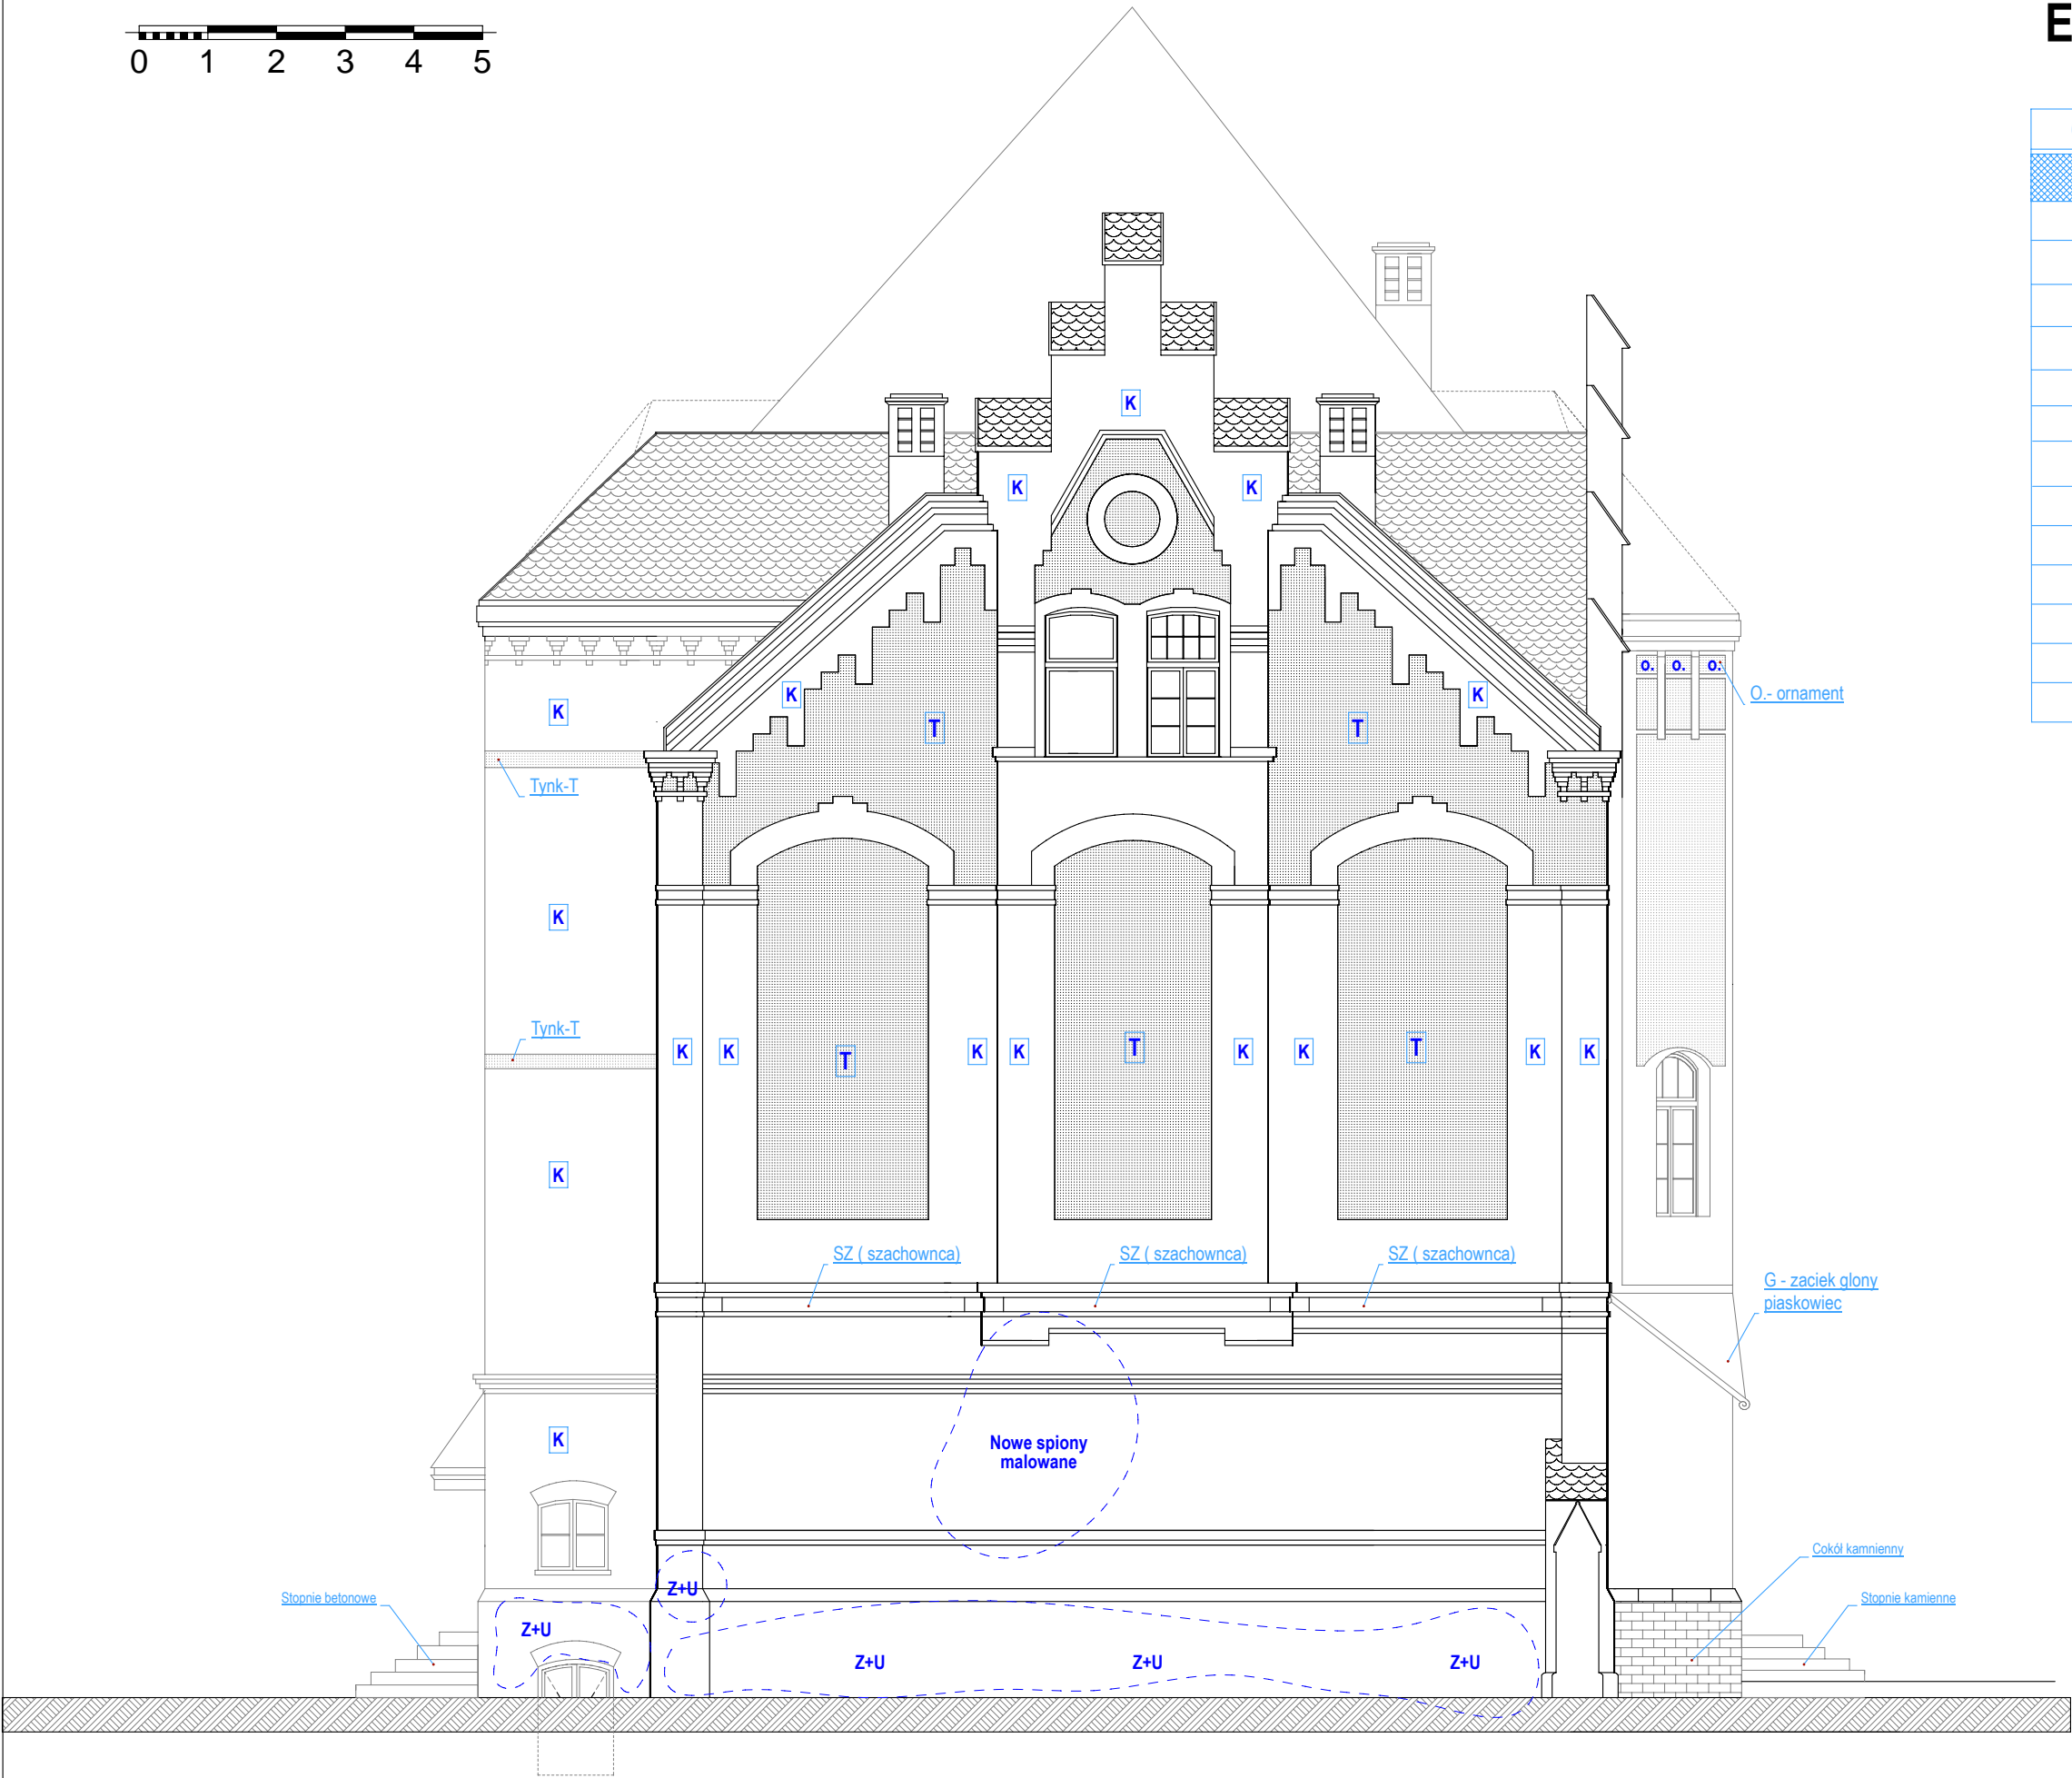 0 1 2 3 4 5
E
K
K K
o. o. o.
O.- ornament
K K
K
T T
Tynk-T
K
Tynk-T
K K K K K K K K
T T T
K
SZ ( szachownca) SZ ( szachownca) SZ ( szachownca)
G - zaciek glony
piaskowiec
K
Nowe spiony
malowane
Cokół kamnienny
Z+U
Stopnie betonowe
Stopnie kamienne
Z+U
Z+U Z+U Z+U